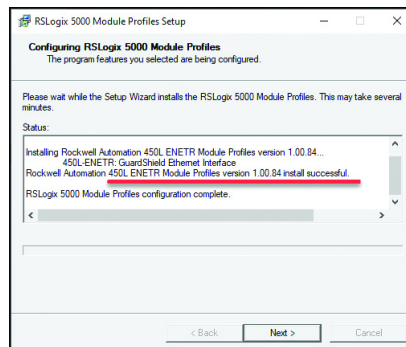 RSLogix 5000 Module Profiles Setup
Configuring RSLogix 5000 Module Profiles
The program features you selected are being configured.
Please wait while the Setup Wizard installs the RSLogix 5000 Module Profiles. This may take several
minutes.
Status:
Installing Rockwell Automation 450L ENETR Module Profiles version 1.00.84...
450L-ENETR: GuardShield Ethernet Interface
Rockwell Automation 450L ENETR Module Profiles version 1.00.84 install successful.
RSLogix 5000 Module Profiles configuration complete.
< Back
Next >
Cancel